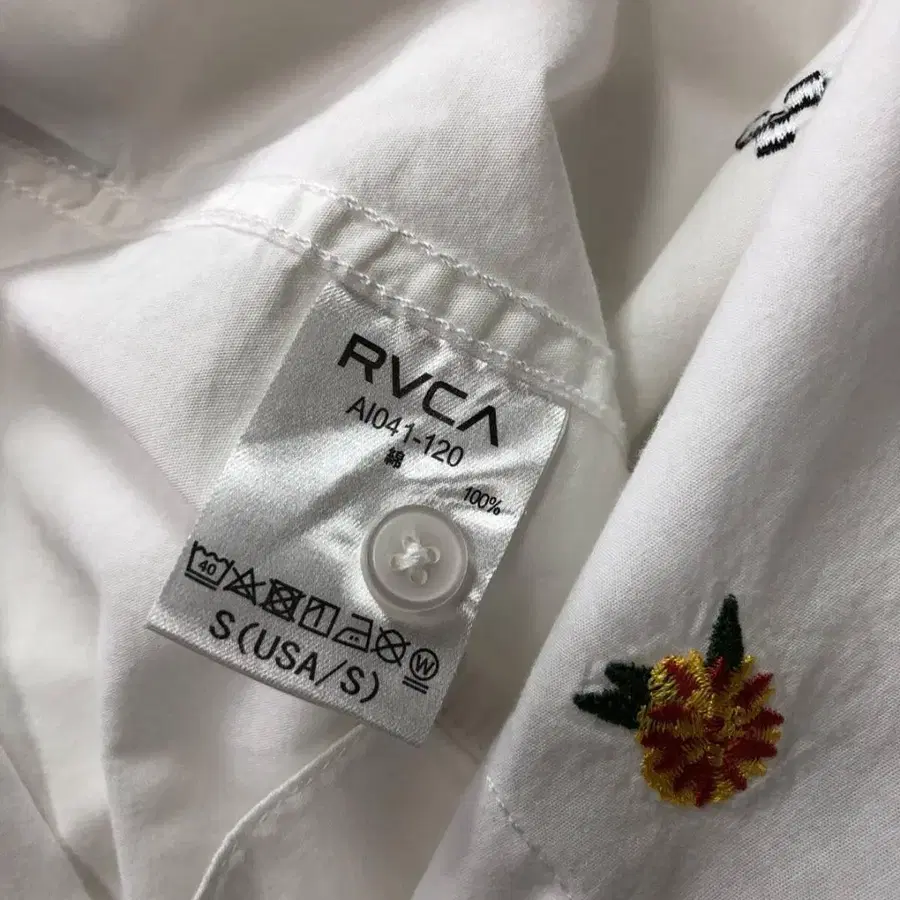 RVCA
AI041-120
綿
100%
40
W
S(USA/S)